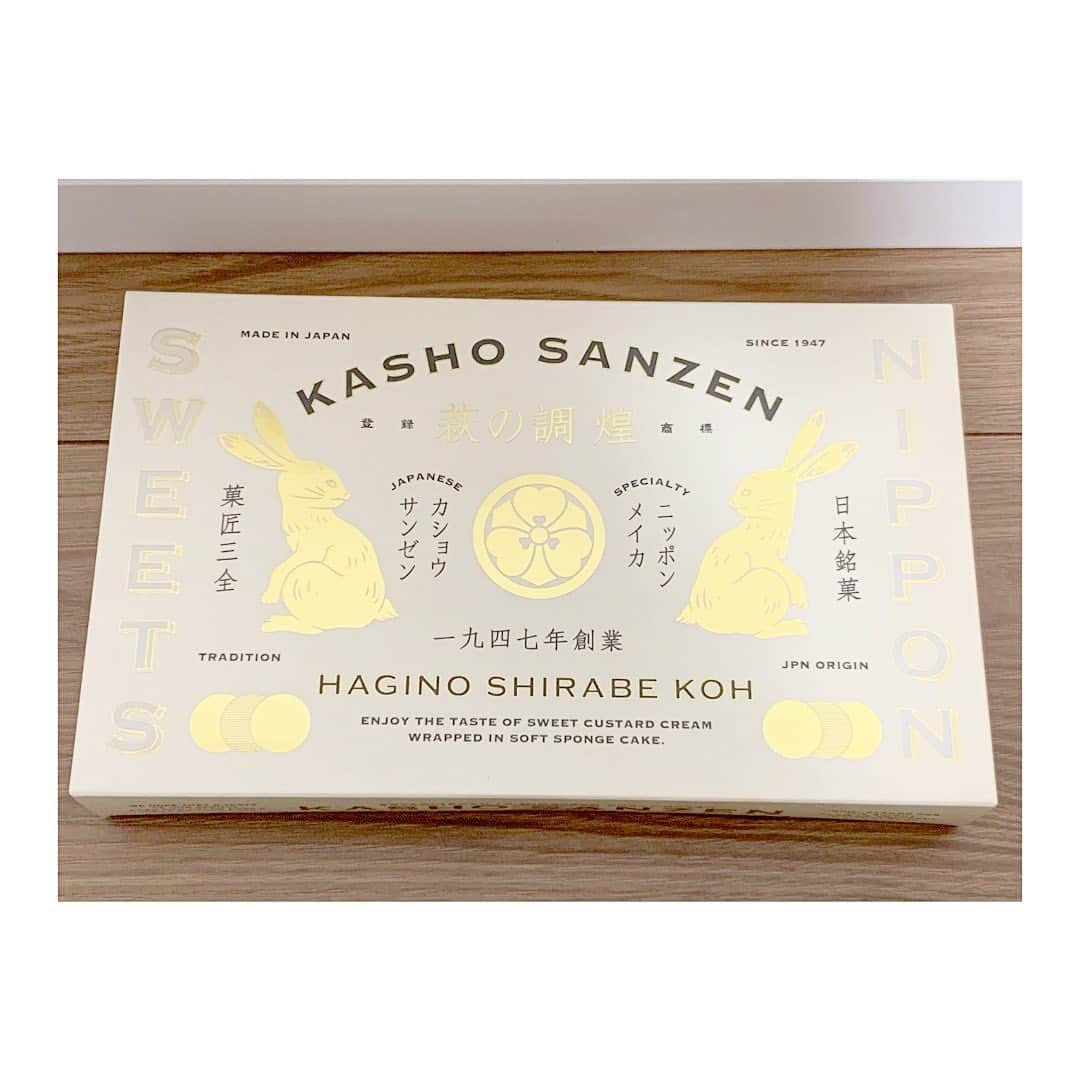 MADE IN JAPAN
SINCE 1947
KASHO SANZEN
登録 萩の調 煌 商標
SWEETS
NIPPON
JAPANESE
SPECIALTY
菓匠三全
カショウ
サンゼン
ニッポン
メイカ
日本銘菓
一九四七年創業
TRADITION
JPN ORIGIN
HAGINO SHIRABE KOH
ENJOY THE TASTE OF SWEET CUSTARD CREAM
WRAPPED IN SOFT SPONGE CAKE.
KASHO SANZEN